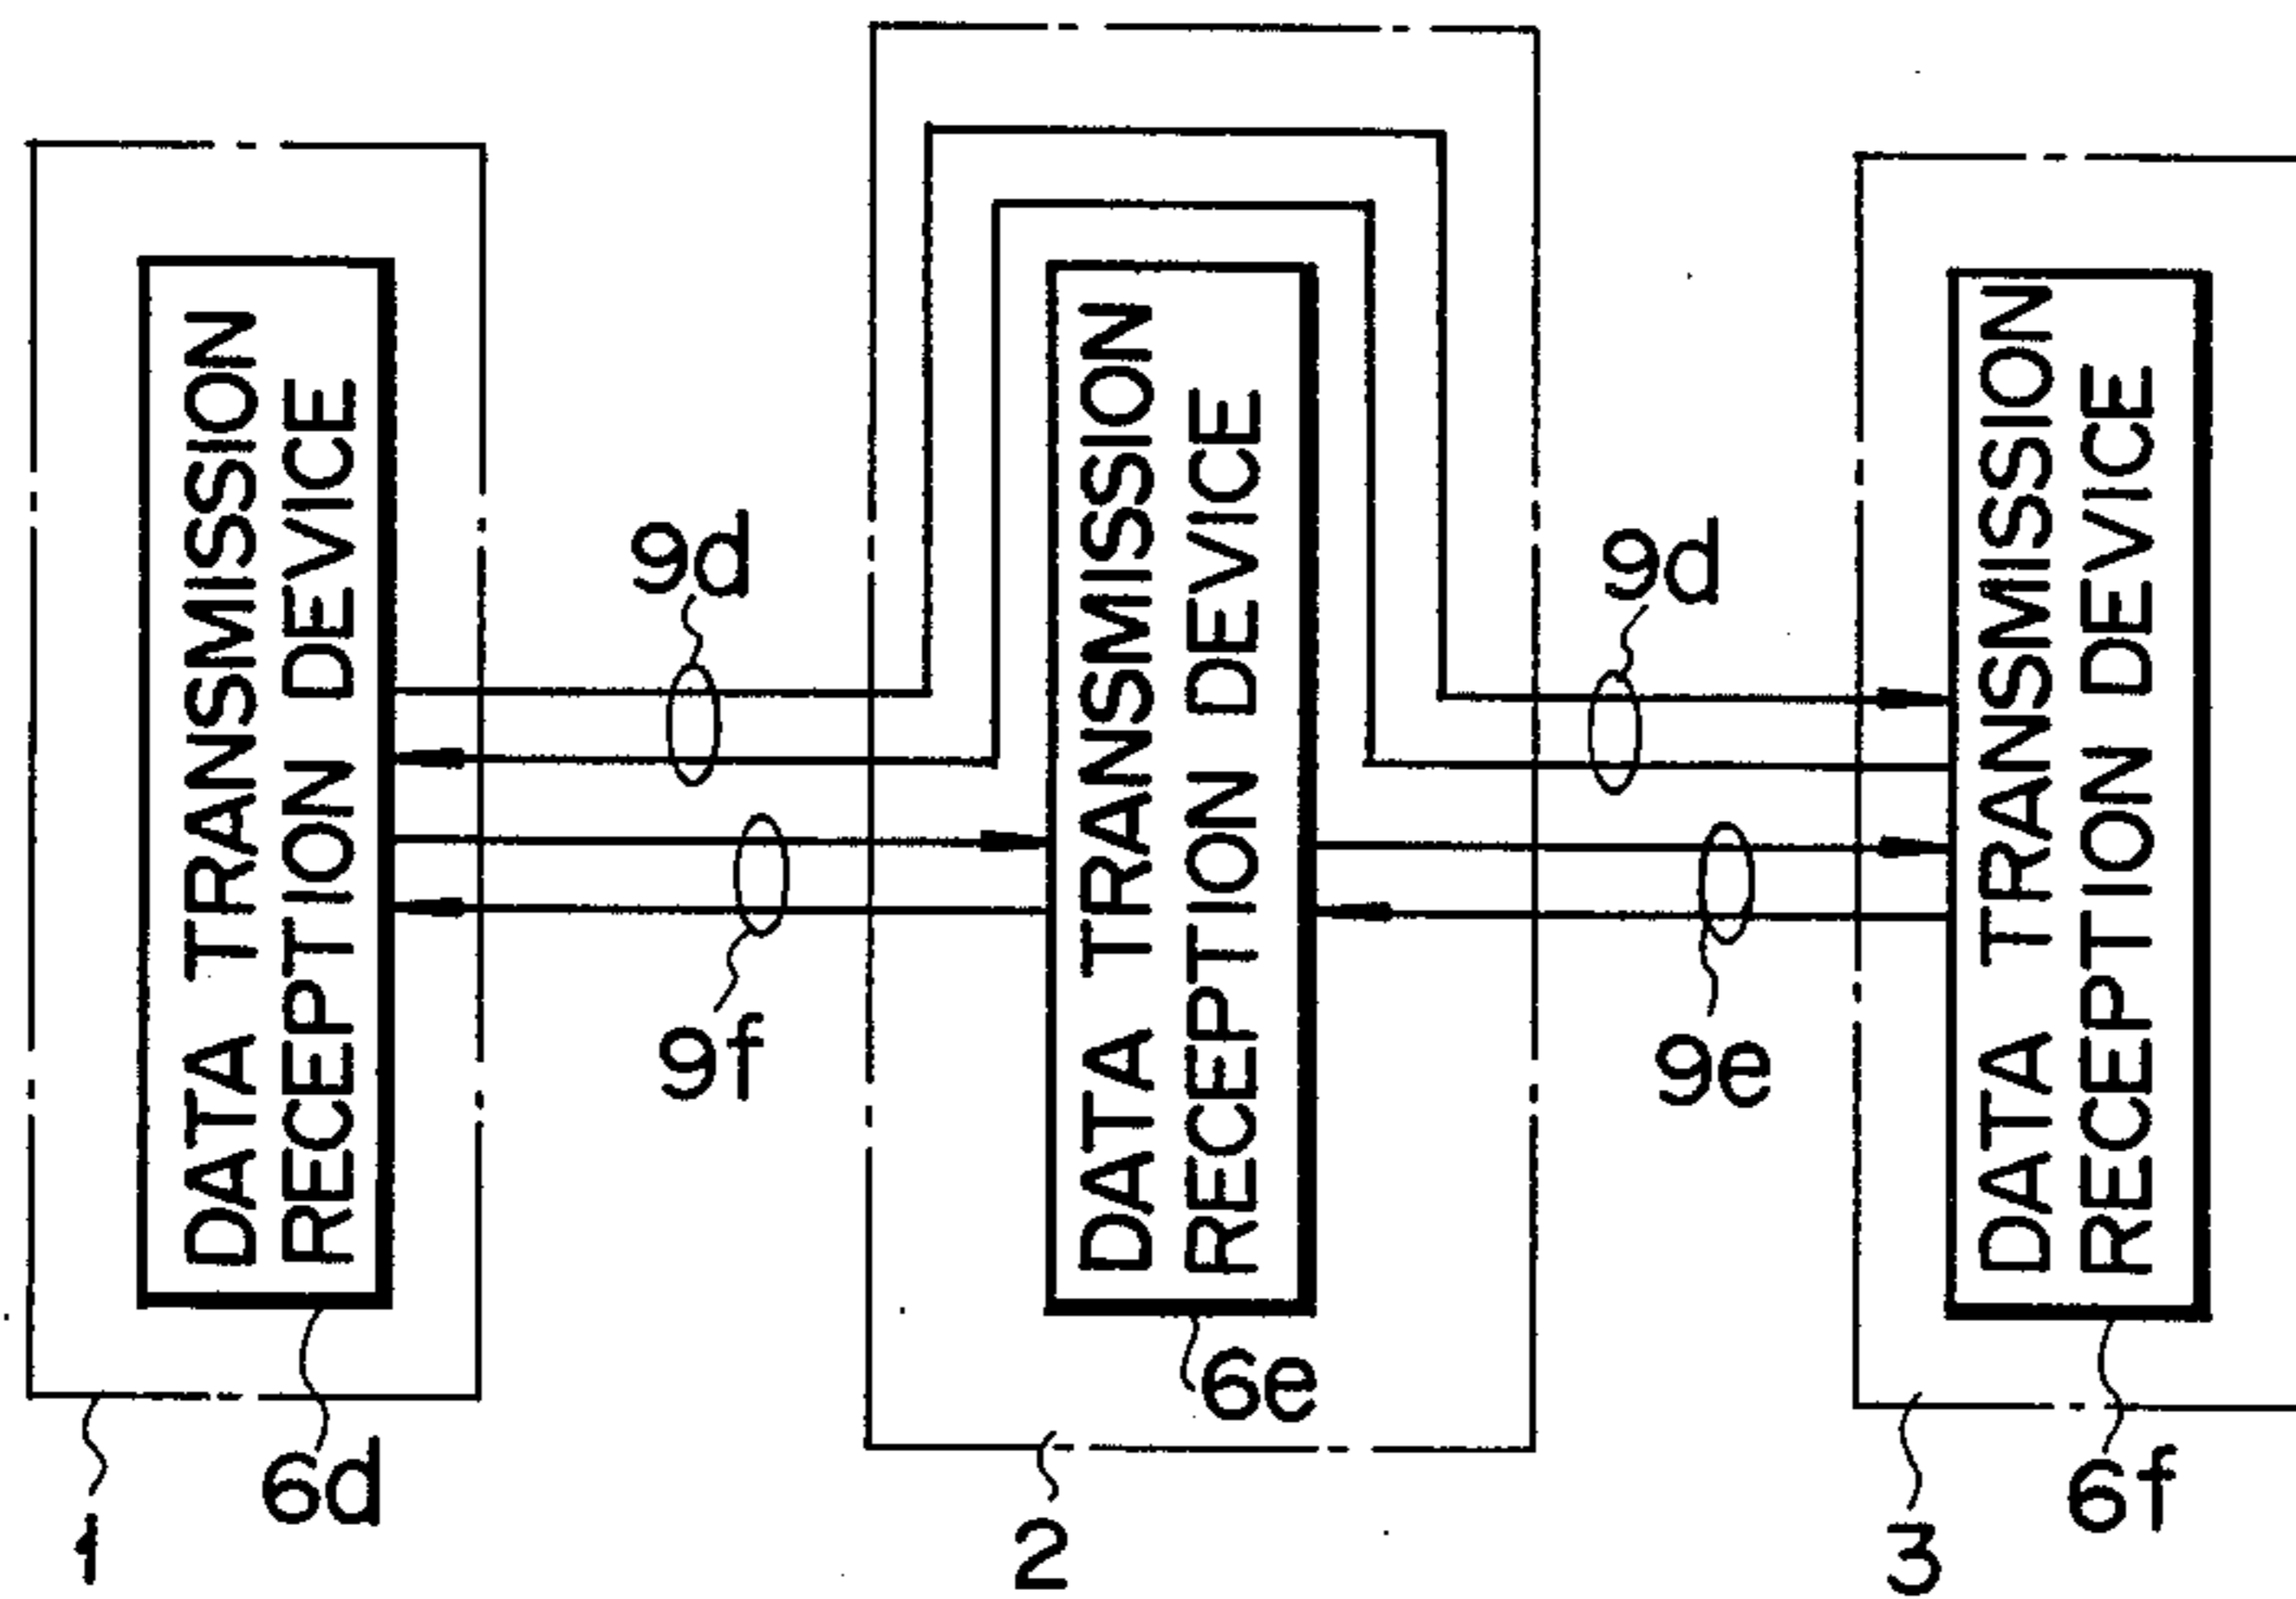 DATA TRANSMISSION
RECEPTION DEVICE
DATA TRANSMISSION
RECEPTION DEVICE
DATA TRANSMISSION
RECEPTION DEVICE
9d
9d
9f
9e
6d
6e
6f
1
2
3